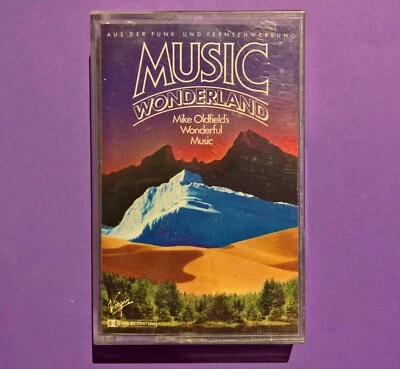 AUS DER FUNK- UND FERNSEHWERBUNG
MUSIC
WONDERLAND
Mike Oldfield's
Wonderful
Music
Virgin